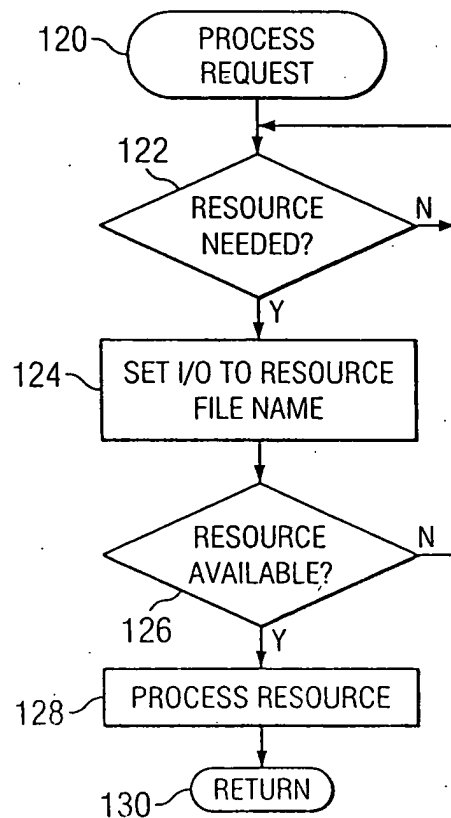 120
PROCESS
REQUEST
122
RESOURCE
NEEDED?
N
Y
124
SET I/O TO RESOURCE
FILE NAME
RESOURCE
AVAILABLE?
N
126
Y
128
PROCESS RESOURCE
130
RETURN